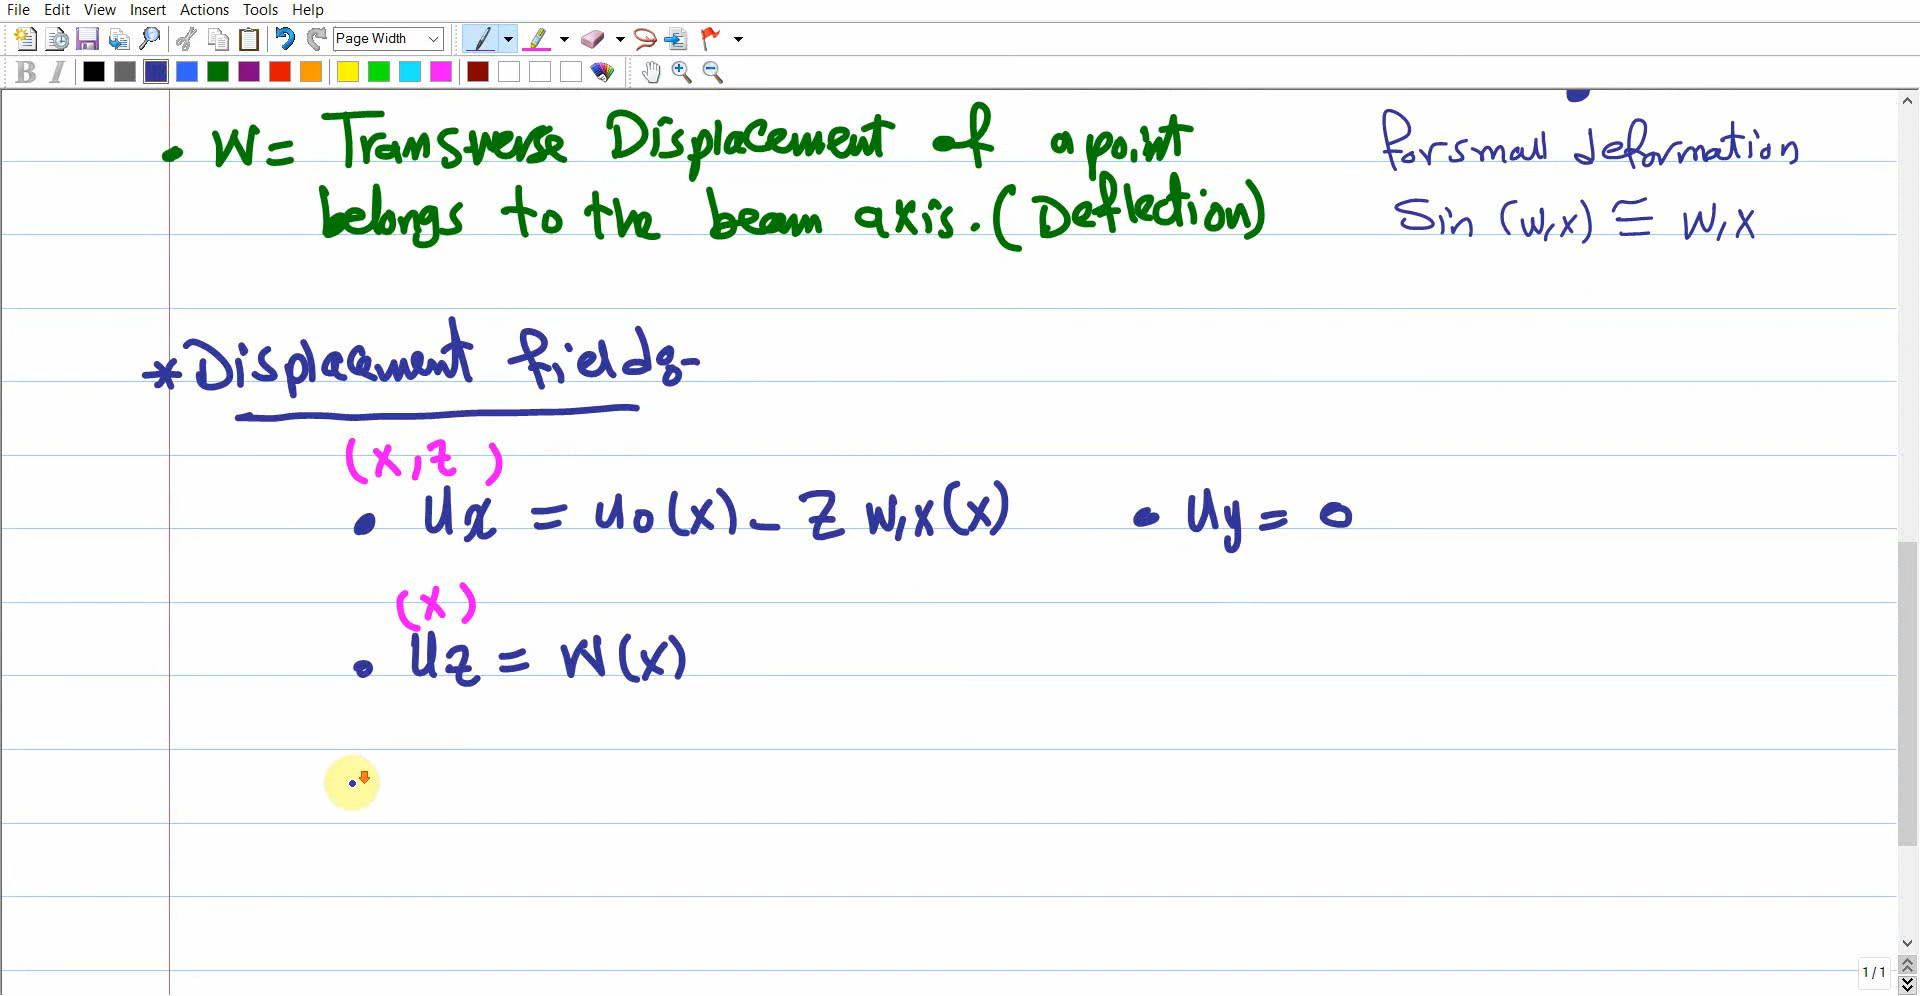 File Edit View Insert Actions Tools Help
Page Width
B I
• W = Transverse Displacement of a point
belongs to the beam axis. (Deflection)
for small deformation
Sin (w,x) ≅ w,x
* Displacement field:-
(x,z)
• Ux = u0(x) - Z w,x(x) • Uy = 0
(x)
• Uz = W(x)
1 / 1